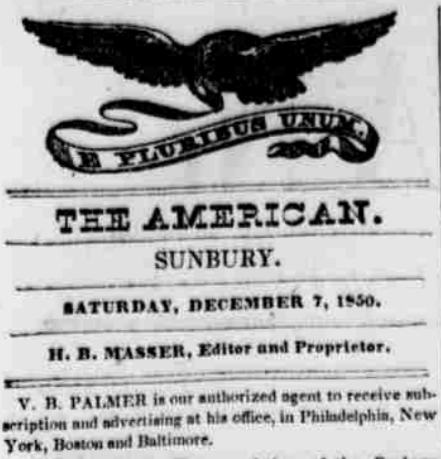 E PLURIBUS UNUM.
THE AMERICAN.
SUNBURY.
SATURDAY, DECEMBER 7, 1850.
H. B. MASSER, Editor and Proprietor.
V. B. PALMER is our authorized agent to receive sub-
scription and advertising at his office, in Philadelphia, New
York, Boston and Baltimore.